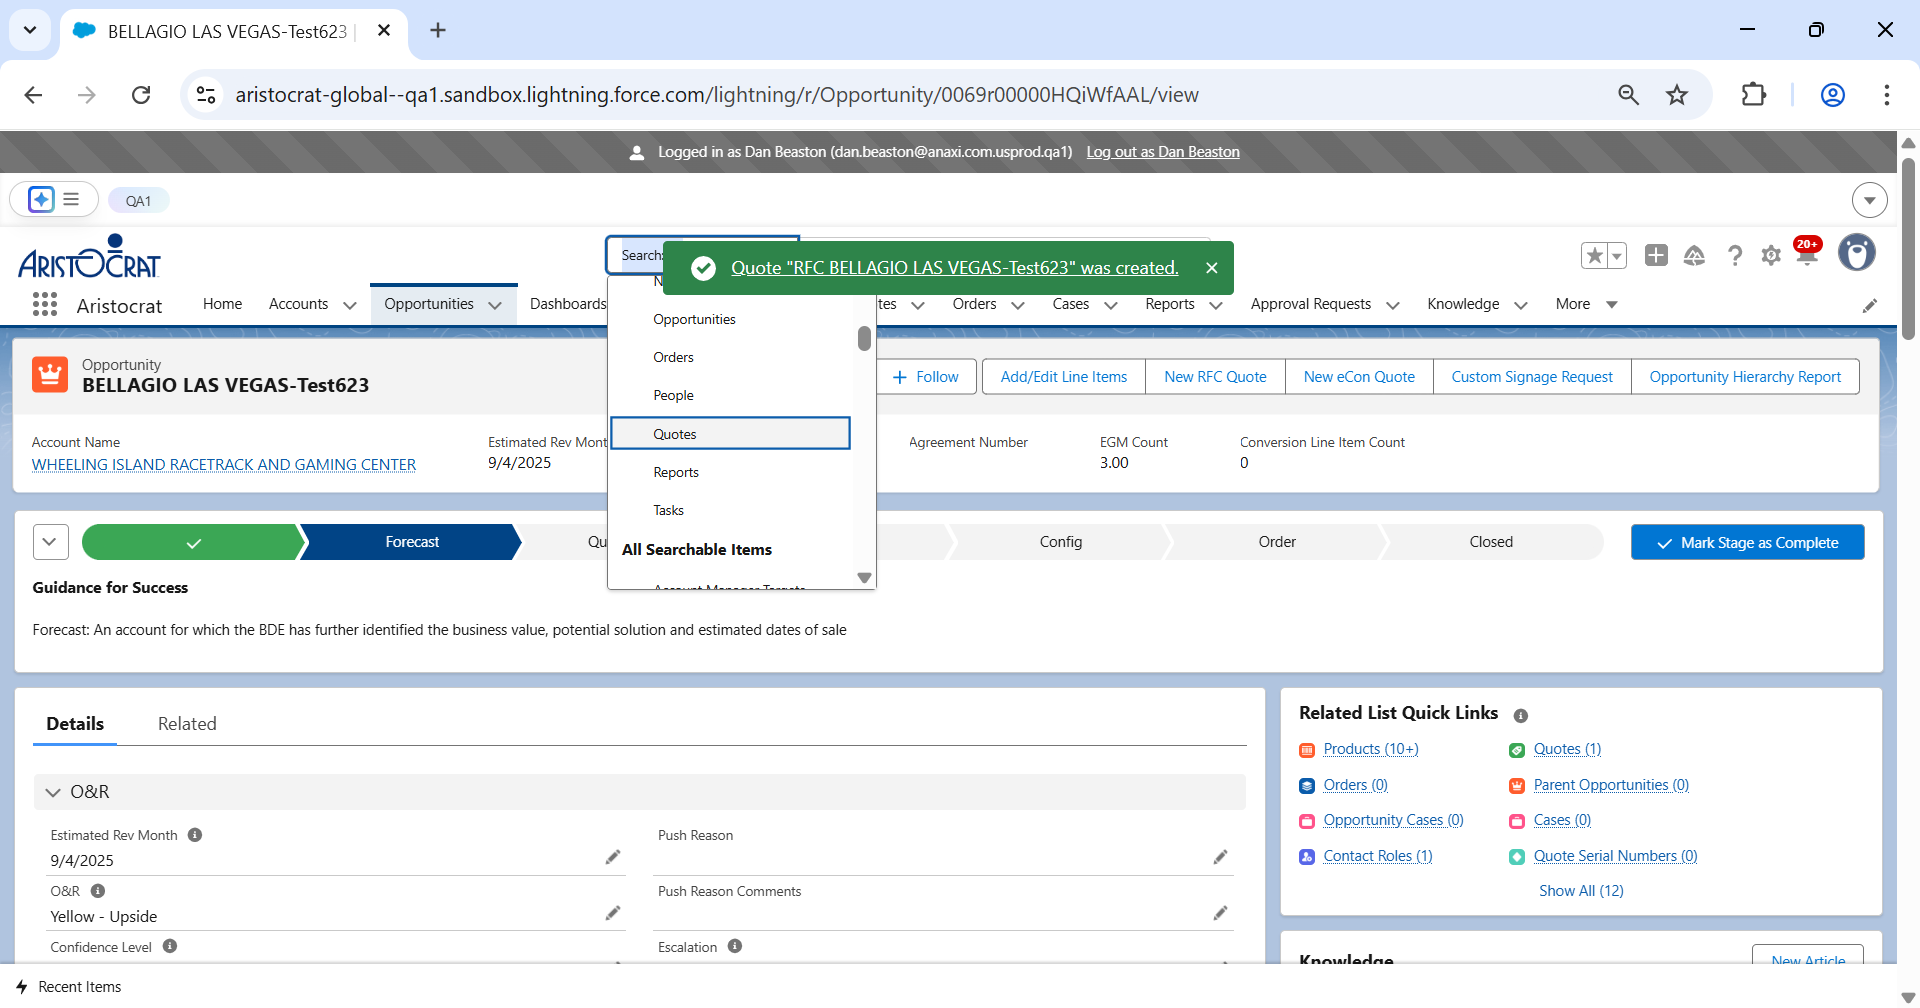 BELLAGIO LAS VEGAS-Test623
aristocrat-global--qa1.sandbox.lightning.force.com/lightning/r/Opportunity/0069r00000HQiWfAAL/view
Logged in as Dan Beaston (dan.beaston@anaxi.com.usprod.qa1) Log out as Dan Beaston
QA1
ARISTOCRAT
Search:
Quote "RFC BELLAGIO LAS VEGAS-Test623" was created.
20+
Aristocrat
Home
Accounts
Opportunities
Dashboards
Orders
Cases
Reports
Approval Requests
Knowledge
More
Opportunities
Orders
People
Quotes
Reports
Tasks
All Searchable Items
Account Manager Targets
Opportunity
BELLAGIO LAS VEGAS-Test623
Follow
Add/Edit Line Items
New RFC Quote
New eCon Quote
Custom Signage Request
Opportunity Hierarchy Report
Account Name
WHEELING ISLAND RACETRACK AND GAMING CENTER
Estimated Rev Mont
9/4/2025
Agreement Number
EGM Count
3.00
Conversion Line Item Count
0
Forecast
Qu
Config
Order
Closed
Mark Stage as Complete
Guidance for Success
Forecast: An account for which the BDE has further identified the business value, potential solution and estimated dates of sale
Details
Related
O&R
Estimated Rev Month
9/4/2025
Push Reason
O&R
Yellow - Upside
Push Reason Comments
Confidence Level
Escalation
Related List Quick Links
Products (10+)
Quotes (1)
Orders (0)
Parent Opportunities (0)
Opportunity Cases (0)
Cases (0)
Contact Roles (1)
Quote Serial Numbers (0)
Show All (12)
Knowledge
New Article
Recent Items